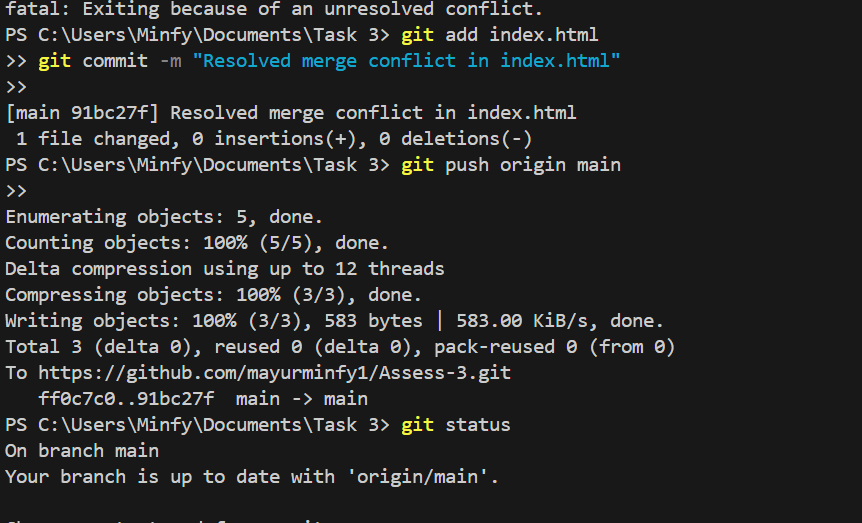 fatal: Exiting because of an unresolved conflict.
PS C:\Users\Minfy\Documents\Task 3> git add index.html
>> git commit -m "Resolved merge conflict in index.html"
>>
[main 91bc27f] Resolved merge conflict in index.html
 1 file changed, 0 insertions(+), 0 deletions(-)
PS C:\Users\Minfy\Documents\Task 3> git push origin main
>>
Enumerating objects: 5, done.
Counting objects: 100% (5/5), done.
Delta compression using up to 12 threads
Compressing objects: 100% (3/3), done.
Writing objects: 100% (3/3), 583 bytes | 583.00 KiB/s, done.
Total 3 (delta 0), reused 0 (delta 0), pack-reused 0 (from 0)
To https://github.com/mayurminfy1/Assess-3.git
   ff0c7c0..91bc27f  main -> main
PS C:\Users\Minfy\Documents\Task 3> git status
On branch main
Your branch is up to date with 'origin/main'.